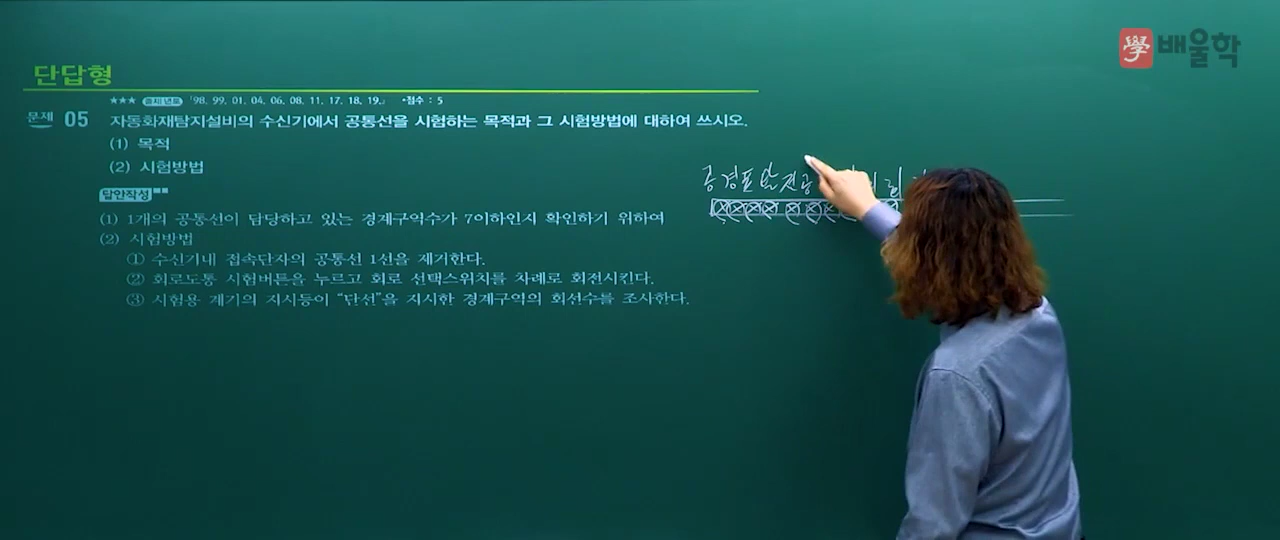 學 배울학
단답형
★★★ 출제년도 「98. 99. 01. 04. 06. 08. 11. 17. 18. 19.」 •점수 : 5
문제 05 자동화재탐지설비의 수신기에서 공통선을 시험하는 목적과 그 시험방법에 대하여 쓰시오.
(1) 목적
(2) 시험방법
답안작성
(1) 1개의 공통선이 담당하고 있는 경계구역수가 7이하인지 확인하기 위하여
(2) 시험방법
① 수신기내 접속단자의 공통선 1선을 제거한다.
② 회로도통 시험버튼을 누르고 회로 선택스위치를 차례로 회전시킨다.
③ 시험용 계기의 지시등이 "단선"을 지시한 경계구역의 회선수를 조사한다.
공 경 표 발 전 공